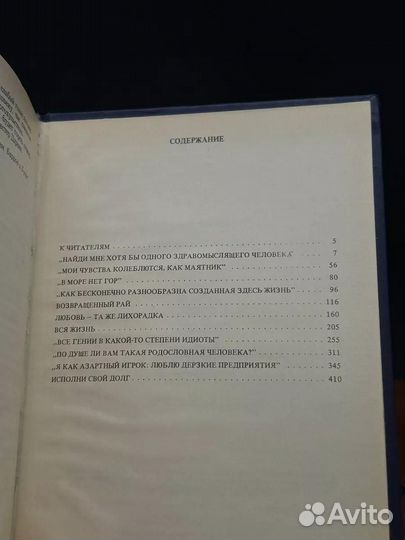 СОДЕРЖАНИЕ
К ЧИТАТЕЛЯМ . . . 5
„НАЙДИ МНЕ ХОТЯ БЫ ОДНОГО ЗДРАВОМЫСЛЯЩЕГО ЧЕЛОВЕКА” . 7
„МОИ ЧУВСТВА КОЛЕБЛЮТСЯ, КАК МАЯТНИК” . . . 56
„В МОРЕ НЕТ ГОР” . . . 80
„КАК БЕСКОНЕЧНО РАЗНООБРАЗНА СОЗДАННАЯ ЗДЕСЬ ЖИЗНЬ” . . . 96
ВОЗВРАЩЕННЫЙ РАЙ . . . 116
ЛЮБОВЬ – ТА ЖЕ ЛИХОРАДКА . . . 160
ВСЯ ЖИЗНЬ . . . 205
„ВСЕ ГЕНИИ В КАКОЙ-ТО СТЕПЕНИ ИДИОТЫ” . . . 255
„ПО ДУШЕ ЛИ ВАМ ТАКАЯ РОДОСЛОВНАЯ ЧЕЛОВЕКА?” . . . 311
„Я КАК АЗАРТНЫЙ ИГРОК: ЛЮБЛЮ ДЕРЗКИЕ ПРЕДПРИЯТИЯ” . . . 345
ИСПОЛНИ СВОЙ ДОЛГ . . . 410
Avito